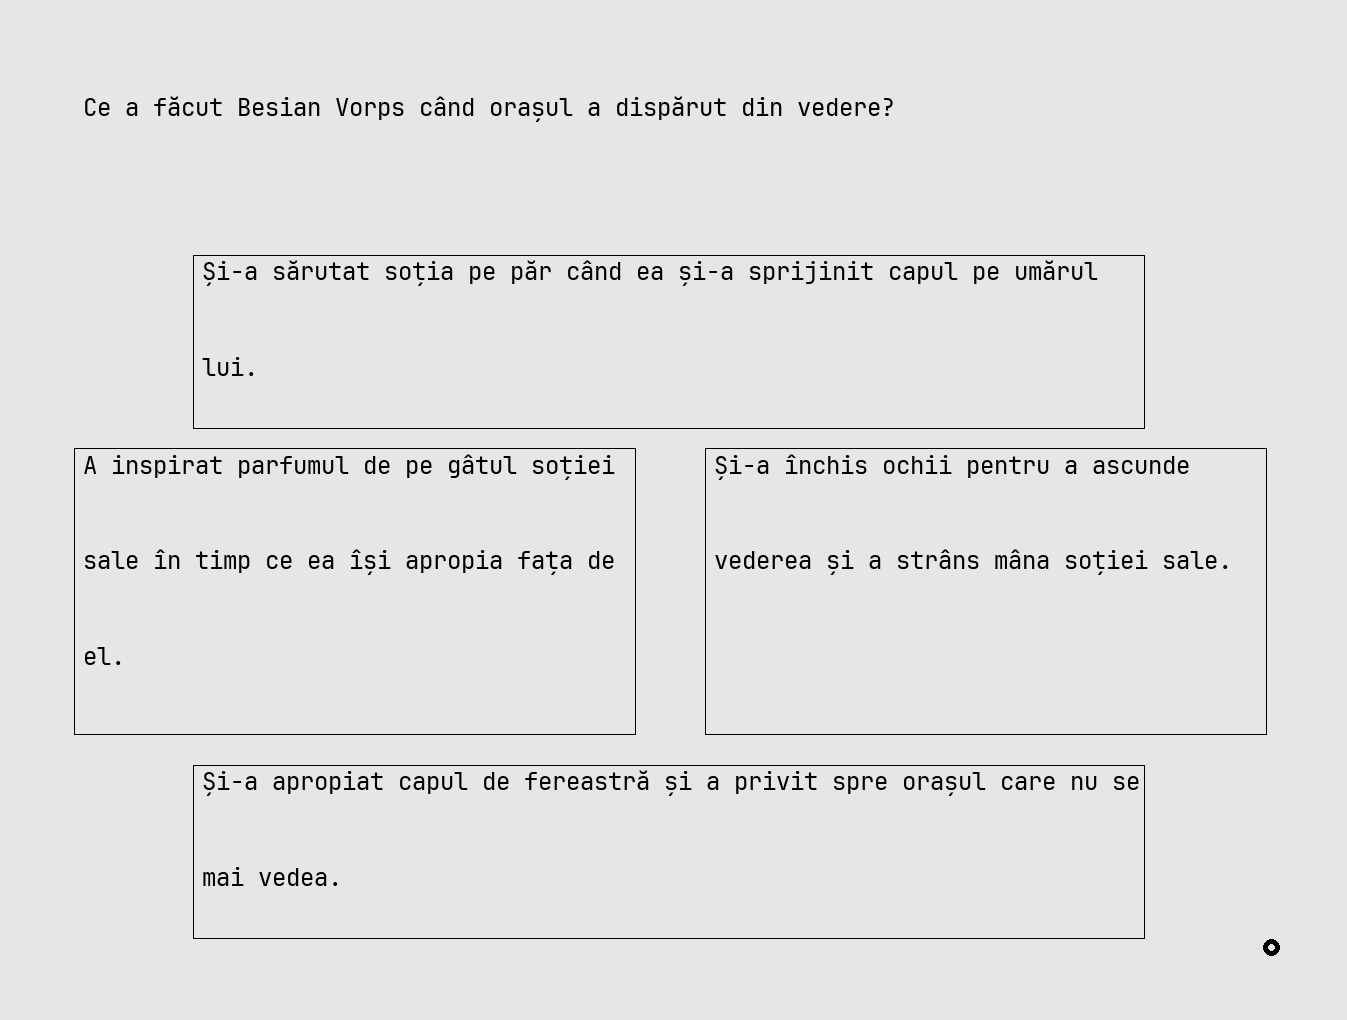 Ce a făcut Besian Vorps când orașul a dispărut din vedere?
Și-a sărutat soția pe păr când ea și-a sprijinit capul pe umărul
lui.
A inspirat parfumul de pe gâtul soției
sale în timp ce ea își apropia fața de
el.
Și-a închis ochii pentru a ascunde
vederea și a strâns mâna soției sale.
Și-a apropiat capul de fereastră și a privit spre orașul care nu se
mai vedea.